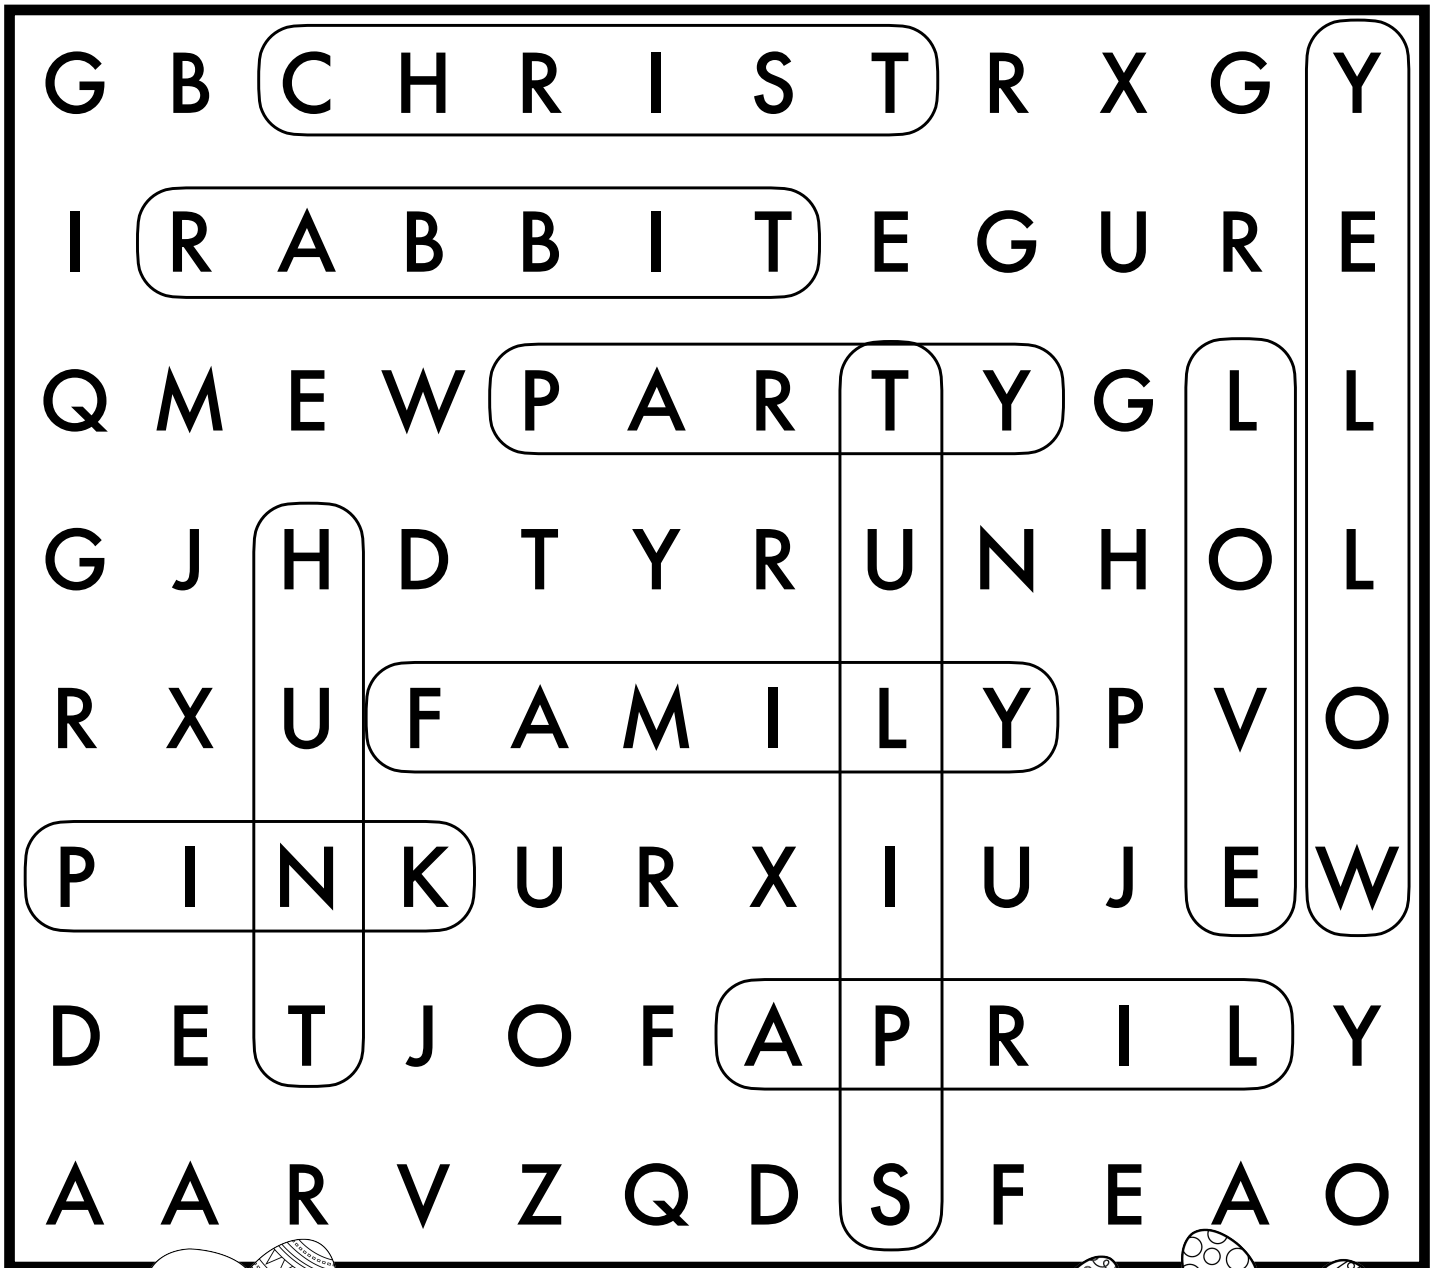 G B C H R I S T R X G Y
I R A B B I T E G U R E
Q M E W P A R T Y G L L
G J H D T Y R U N H O L
R X U F A M I L Y P V O
P I N K U R X I U J E W
D E T J O F A P R I L Y
A A R V Z Q D S F E A O